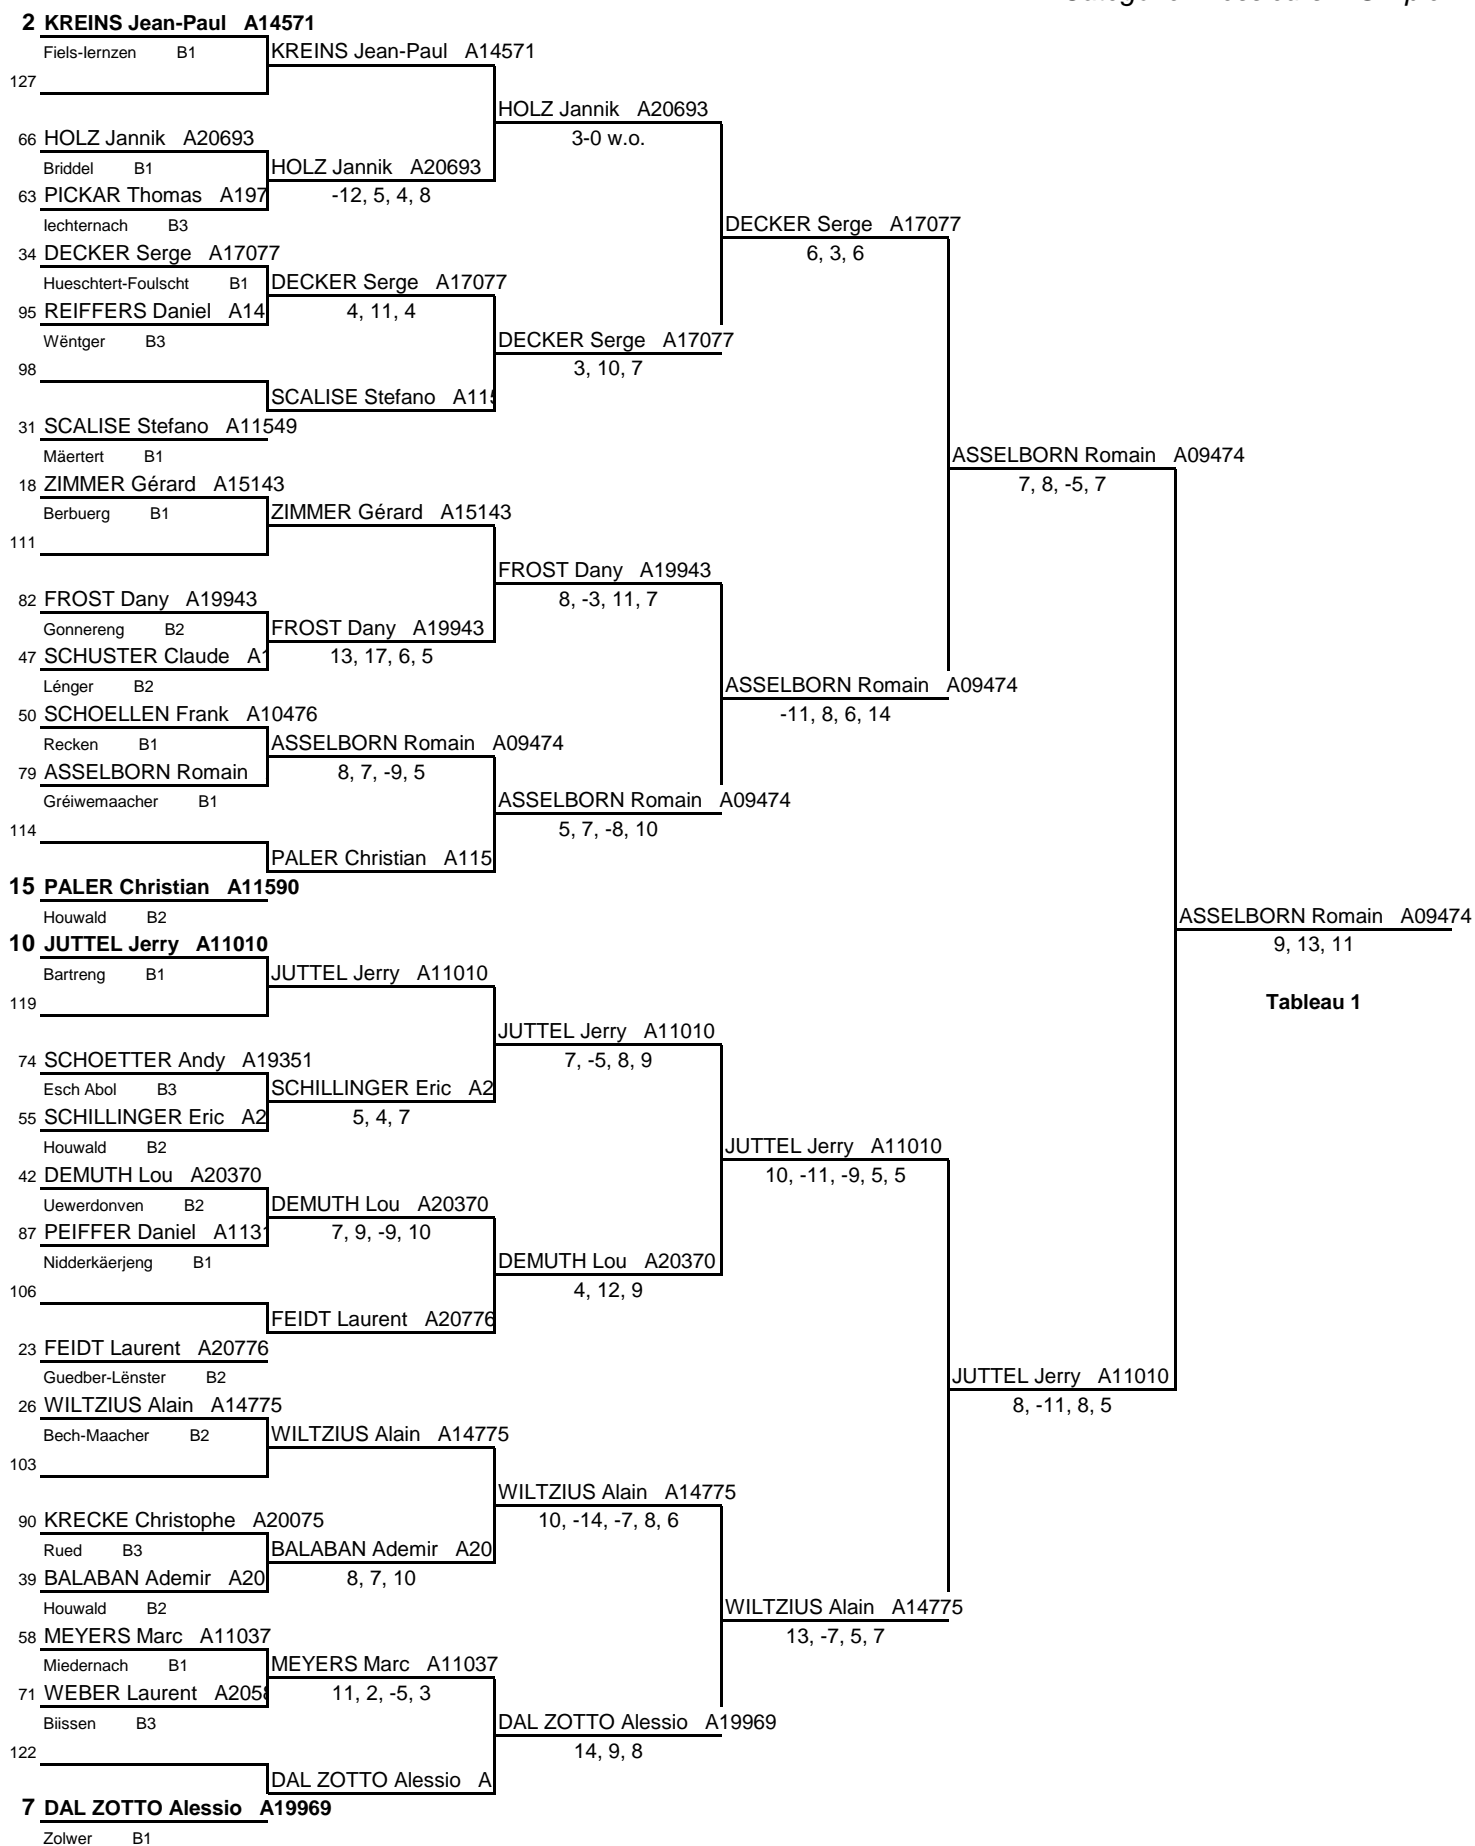 2 KREINS Jean-Paul A14571
Fiels-Iernzen B1
KREINS Jean-Paul A14571
127
HOLZ Jannik A20693
3-0 w.o.
66 HOLZ Jannik A20693
Briddel B1
HOLZ Jannik A20693
-12, 5, 4, 8
63 PICKAR Thomas A197
Iechternach B3
DECKER Serge A17077
6, 3, 6
34 DECKER Serge A17077
Hueschtert-Foulscht B1
DECKER Serge A17077
4, 11, 4
95 REIFFERS Daniel A14
Wëntger B3
DECKER Serge A17077
3, 10, 7
98
SCALISE Stefano
31 SCALISE Stefano A11549
Mäertert B1
ASSELBORN Romain A09474
7, 8, -5, 7
18 ZIMMER Gérard A15143
Berbuerg B1
ZIMMER Gérard A15143
111
FROST Dany A19943
8, -3, 11, 7
82 FROST Dany A19943
Gonnereng B2
FROST Dany A19943
13, 17, 6, 5
47 SCHUSTER Claude
Lénger B2
ASSELBORN Romain A09474
-11, 8, 6, 14
50 SCHOELLEN Frank A10476
Recken B1
ASSELBORN Romain A09474
8, 7, -9, 5
79 ASSELBORN Romain
Gréiwemaacher B1
ASSELBORN Romain A09474
5, 7, -8, 10
114
PALER Christian A115
15 PALER Christian A11590
Houwald B2
ASSELBORN Romain A09474
9, 13, 11
10 JUTTEL Jerry A11010
Bartreng B1
JUTTEL Jerry A11010
119
Tableau 1
JUTTEL Jerry A11010
7, -5, 8, 9
74 SCHOETTER Andy A19351
Esch Abol B3
SCHILLINGER Eric A2
5, 4, 7
55 SCHILLINGER Eric A2
Houwald B2
JUTTEL Jerry A11010
10, -11, -9, 5, 5
42 DEMUTH Lou A20370
Uewerdonven B2
DEMUTH Lou A20370
7, 9, -9, 10
87 PEIFFER Daniel
Nidderkäerjeng B1
DEMUTH Lou A20370
4, 12, 9
106
FEIDT Laurent A20776
23 FEIDT Laurent A20776
Guedber-Lënster B2
JUTTEL Jerry A11010
8, -11, 8, 5
26 WILTZIUS Alain A14775
Bech-Maacher B2
WILTZIUS Alain A14775
103
WILTZIUS Alain A14775
10, -14, -7, 8, 6
90 KRECKE Christophe A20075
Rued B3
BALABAN Ademir A20
8, 7, 10
39 BALABAN Ademir A20
Houwald B2
WILTZIUS Alain A14775
13, -7, 5, 7
58 MEYERS Marc A11037
Miedernach B1
MEYERS Marc A11037
11, 2, -5, 3
71 WEBER Laurent
Biissen B3
DAL ZOTTO Alessio A19969
14, 9, 8
122
DAL ZOTTO Alessio A
7 DAL ZOTTO Alessio A19969
Zolwer B1